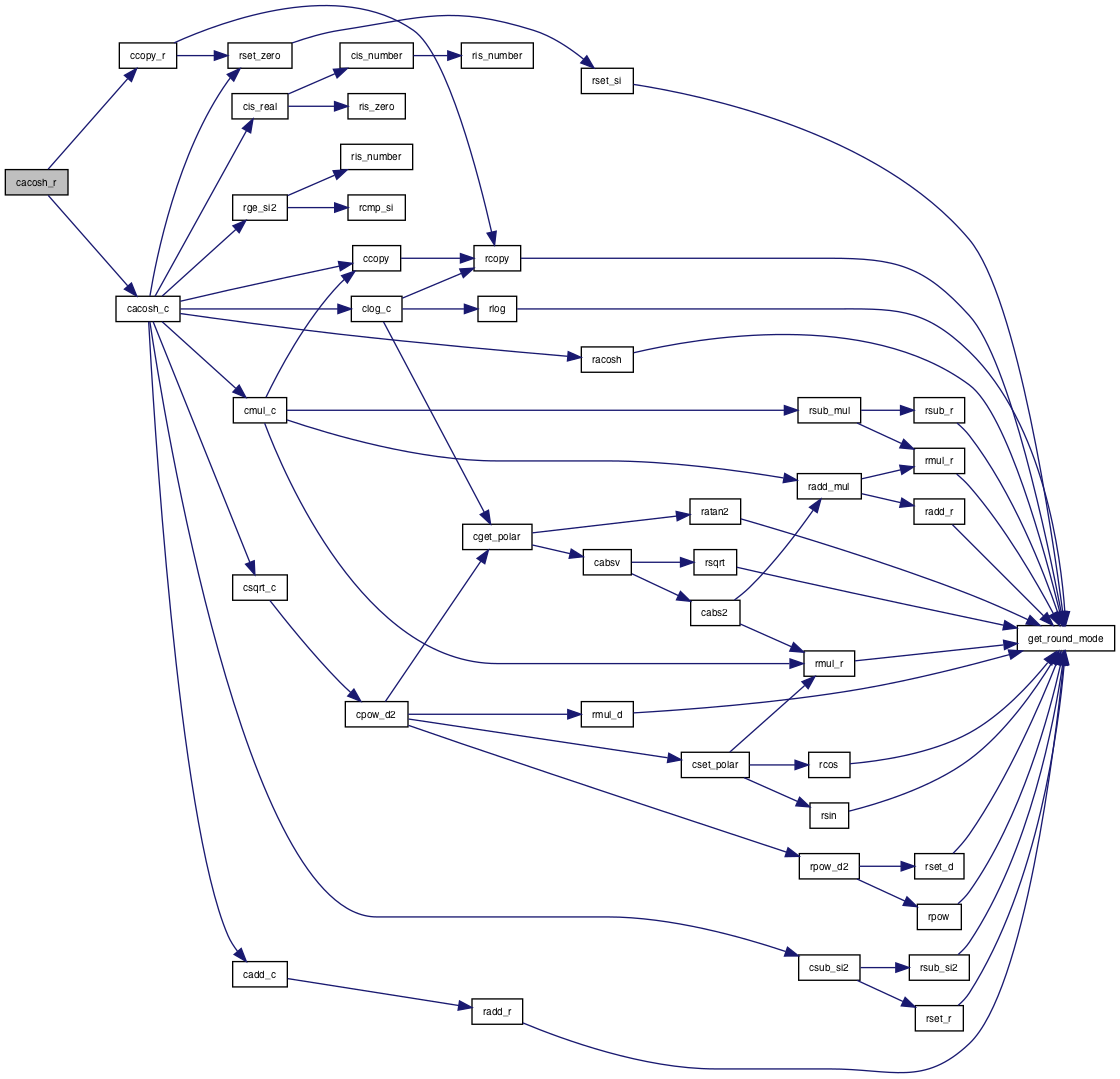 ccopy_r
rset_zero
cis_number
ris_number
rset_si
cis_real
ris_zero
ris_number
cacosh_r
rge_si2
rcmp_si
ccopy
rcopy
cacosh_c
clog_c
rlog
racosh
cmul_c
rsub_mul
rsub_r
rmul_r
radd_mul
radd_r
ratan2
cget_polar
cabsv
rsqrt
csqrt_c
cabs2
get_round_mode
rmul_r
cpow_d2
rmul_d
cset_polar
rcos
rsin
rpow_d2
rset_d
rpow
cadd_c
csub_si2
rsub_si2
radd_r
rset_r